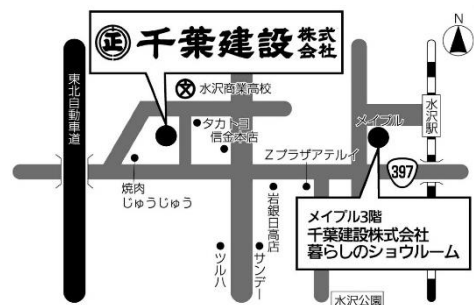 正 千葉建設 株式会社
N
東北自動車道
文 水沢商業高校
タカトヨ
信金本店
メイプル
水沢駅
Zプラザアテルイ
397
焼肉
じゅうじゅう
岩銀日高店
メイプル3階
千葉建設株式会社
暮らしのショウルーム
ツルハ
サンデー
水沢公園